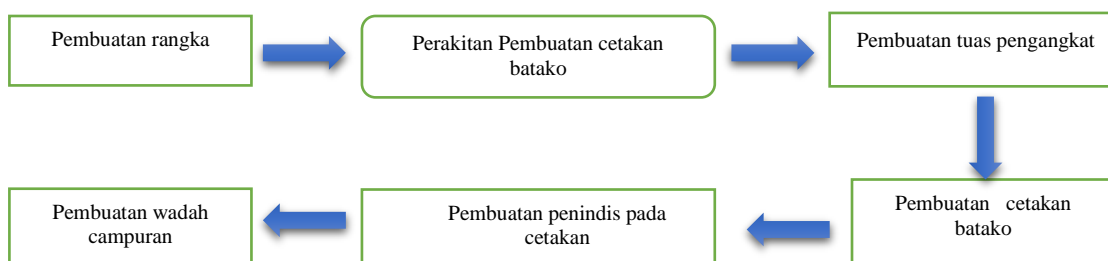 Pembuatan rangka
Perakitan Pembuatan cetakan
batako
Pembuatan tuas pengangkat
Pembuatan cetakan
batako
Pembuatan penindis pada
cetakan
Pembuatan wadah
campuran